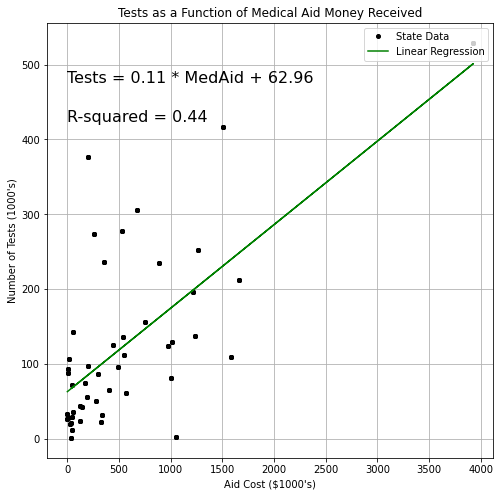 Tests as a Function of Medical Aid Money Received
State Data
Linear Regression
Tests = 0.11 * MedAid + 62.96
R-squared = 0.44
Number of Tests (1000's)
500
400
300
200
100
0
0 500 1000 1500 2000 2500 3000 3500 4000
Aid Cost ($1000's)